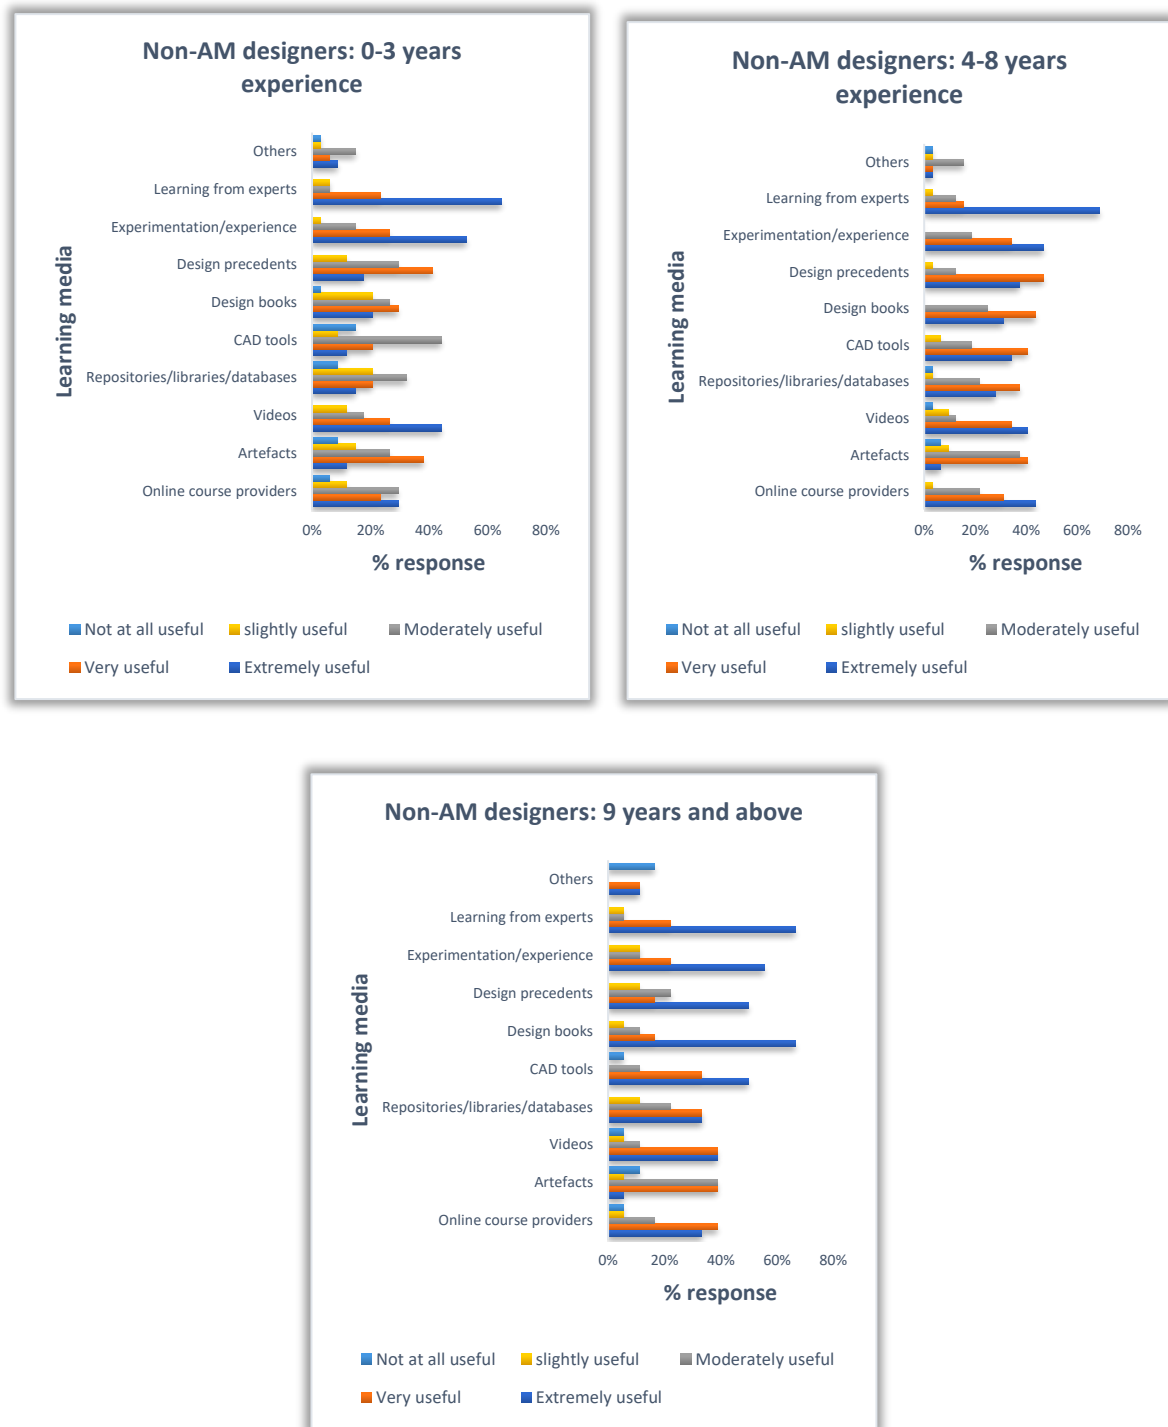 Non-AM designers: 0-3 years
experience
Learning media
Others
Learning from experts
Experimentation/experience
Design precedents
Design books
CAD tools
Repositories/libraries/databases
Videos
Artefacts
Online course providers
0% 20% 40% 60% 80%
% response
Not at all useful slightly useful Moderately useful
Very useful Extremely useful
Non-AM designers: 4-8 years
experience
Learning media
Others
Learning from experts
Experimentation/experience
Design precedents
Design books
CAD tools
Repositories/libraries/databases
Videos
Artefacts
Online course providers
0% 20% 40% 60% 80%
% response
Not at all useful slightly useful Moderately useful
Very useful Extremely useful
Non-AM designers: 9 years and above
Learning media
Others
Learning from experts
Experimentation/experience
Design precedents
Design books
CAD tools
Repositories/libraries/databases
Videos
Artefacts
Online course providers
0% 20% 40% 60% 80%
% response
Not at all useful slightly useful Moderately useful
Very useful Extremely useful